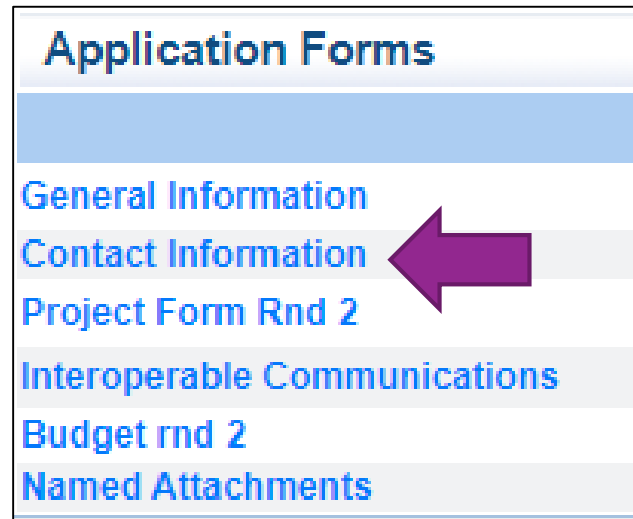 Application Forms
General Information
Contact Information
Project Form Rnd 2
Interoperable Communications
Budget rnd 2
Named Attachments